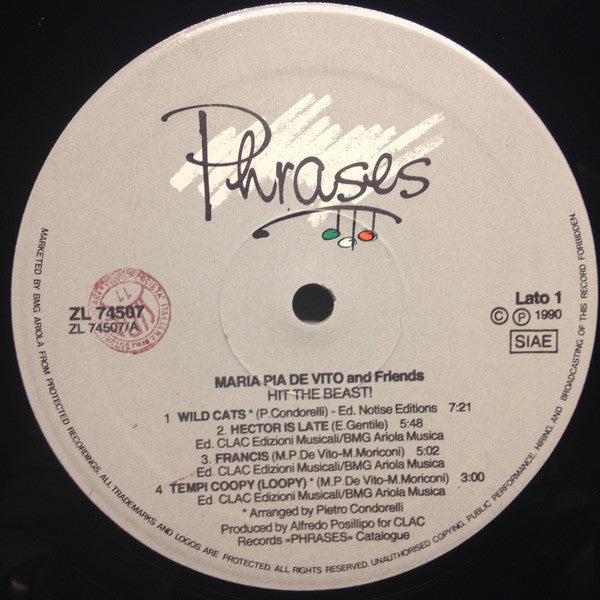 Phrases
ZL 74507
ZL 74507/A
Lato 1
© ℗ 1990
SIAE
MARIA PIA DE VITO and Friends
HIT THE BEAST!
1 WILD CATS * (P. Condorelli) - Ed. Notise Editions 7:21
2. HECTOR IS LATE (E.Gentile) 5:48
Ed. CLAC Edizioni Musicali/BMG Ariola Musica
3. FRANCIS (M.P.De Vito-M.Moriconi) 5:02
Ed. CLAC Edizioni Musicali/BMG Ariola Musica
4 TEMPI COOPY (LOOPY) * (M.P.De Vito-M.Moriconi) 3:00
Ed. CLAC Edizioni Musicali/BMG Ariola Musica
* Arranged by Pietro Condorelli
Produced by Alfredo Posillipo for CLAC
Records «PHRASES» Catalogue
MARKETED BY BMG ARIOLA FROM PROTECTED RECORDINGS. ALL TRADEMARKS AND LOGOS ARE PROTECTED. ALL RIGHTS RESERVED. UNAUTHORISED COPYING, PUBLIC PERFORMANCE, HIRING AND BROADCASTING OF THIS RECORD FORBIDDEN.